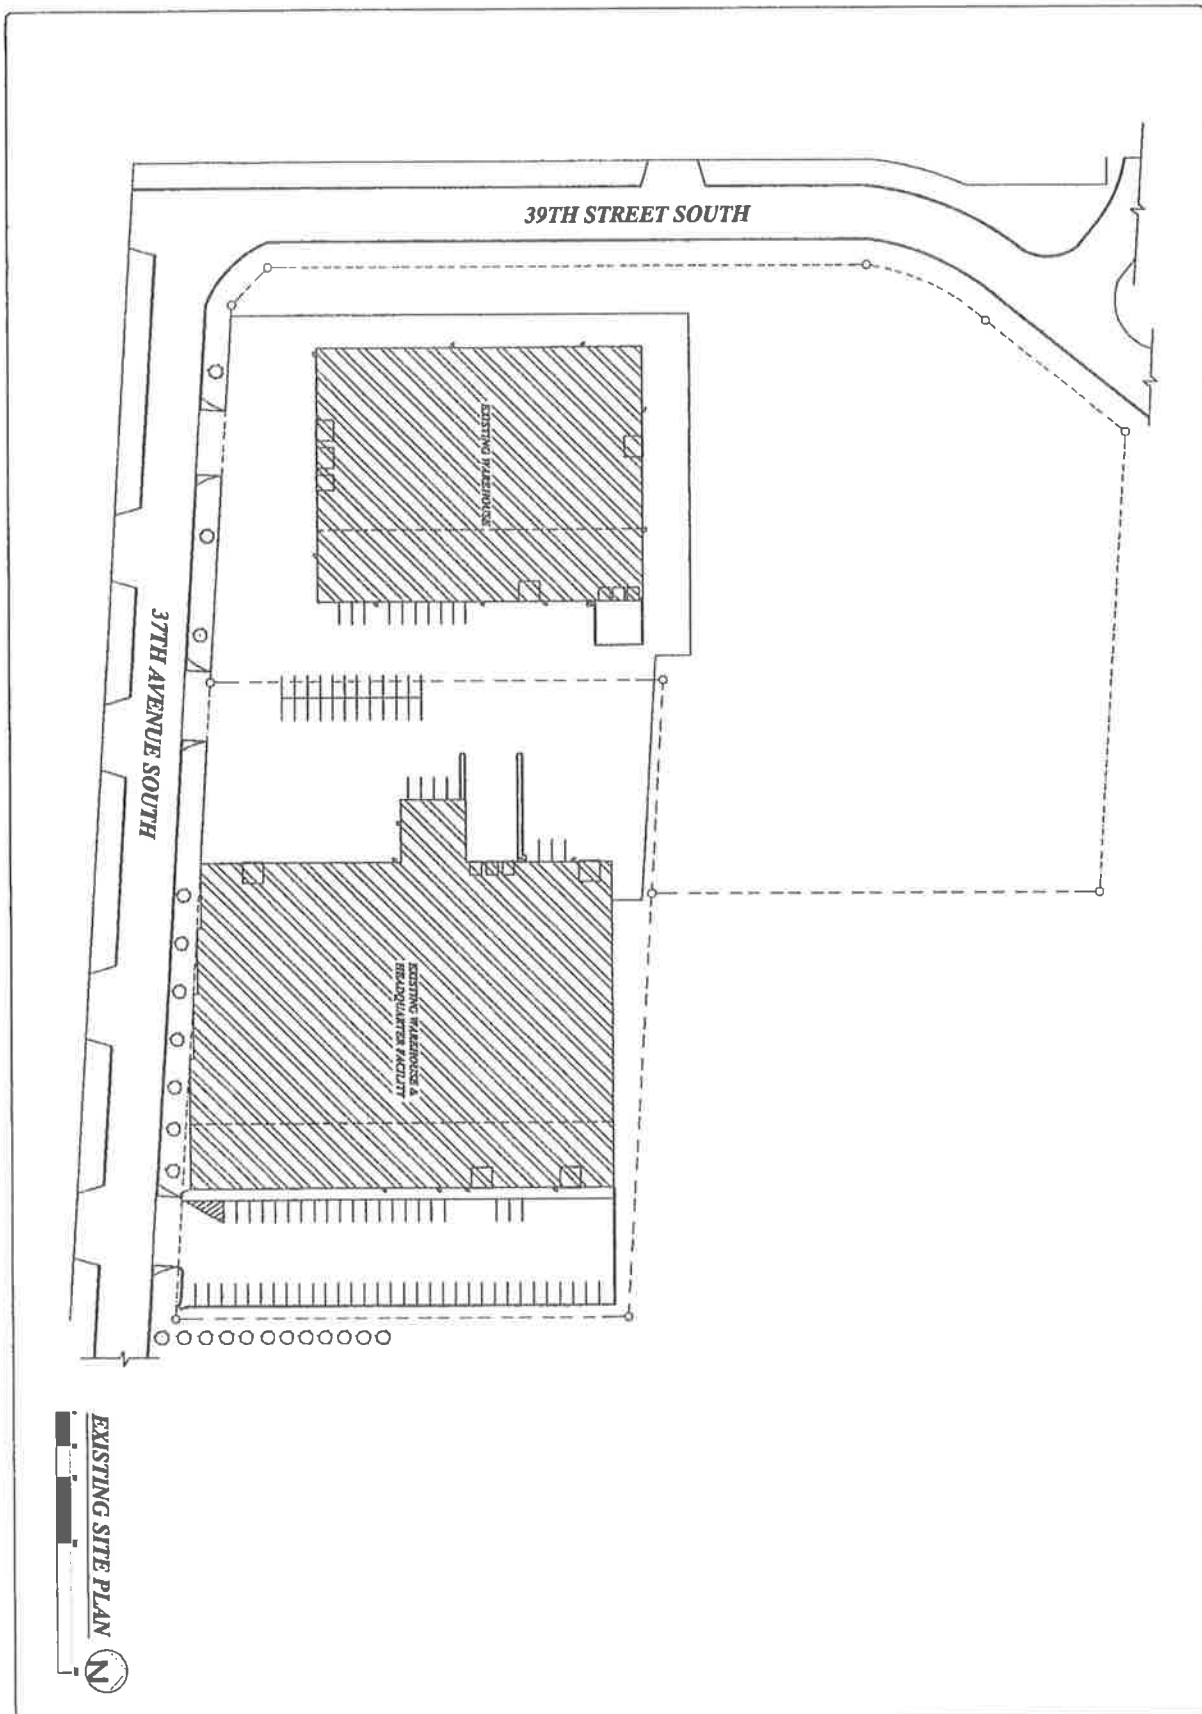 39TH STREET SOUTH
EXISTING WAREHOUSE
37TH AVENUE SOUTH
EXISTING WAREHOUSE &
HEADQUARTER FACILITY
EXISTING SITE PLAN
N